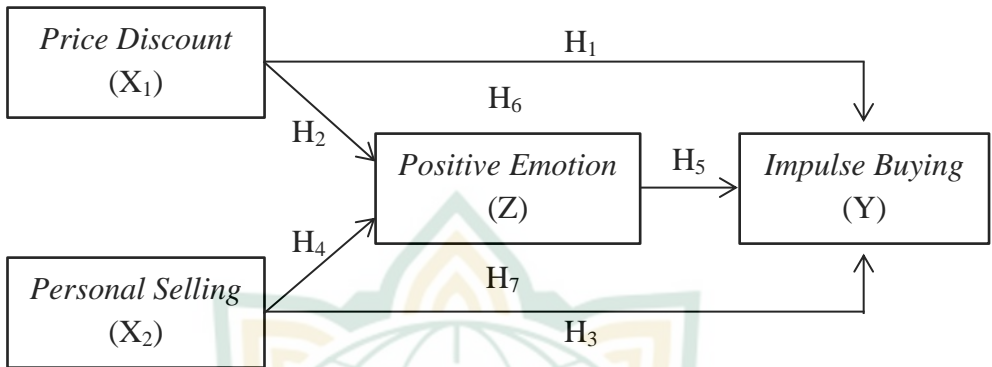 Price Discount
(X₁)
H₁
H₆
H₂
Positive Emotion
(Z)
H₅
Impulse Buying
(Y)
H₄
Personal Selling
(X₂)
H₇
H₃